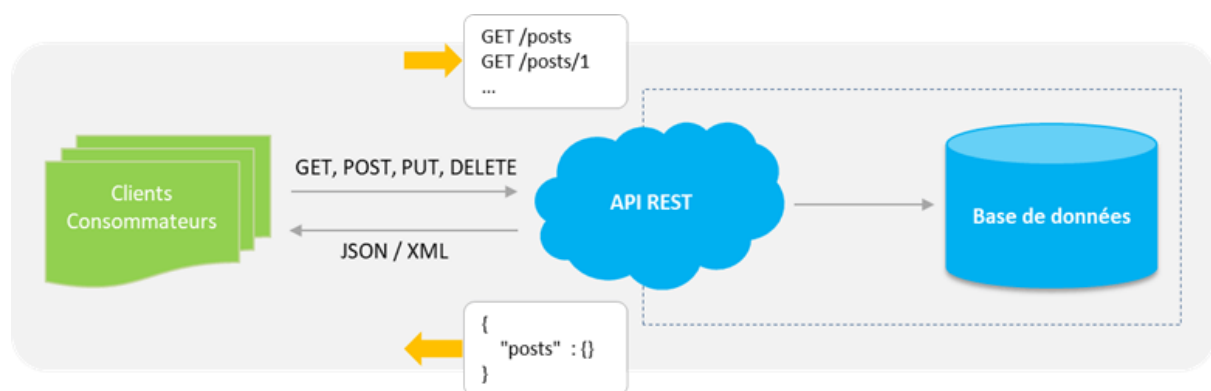 GET /posts
GET /posts/1
...
Clients
Consommateurs
GET, POST, PUT, DELETE
JSON / XML
API REST
Base de données
{
"posts" : {}
}